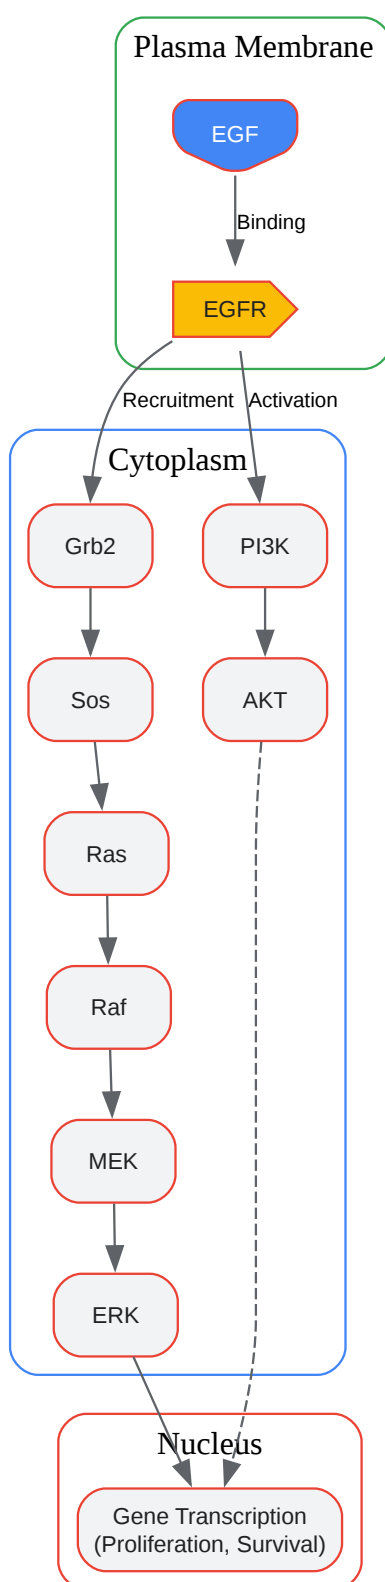 Plasma Membrane
EGF
Binding
EGFR
Recruitment
Activation
Cytoplasm
Grb2
PI3K
Sos
AKT
Ras
Raf
MEK
ERK
Nucleus
Gene Transcription
(Proliferation, Survival)